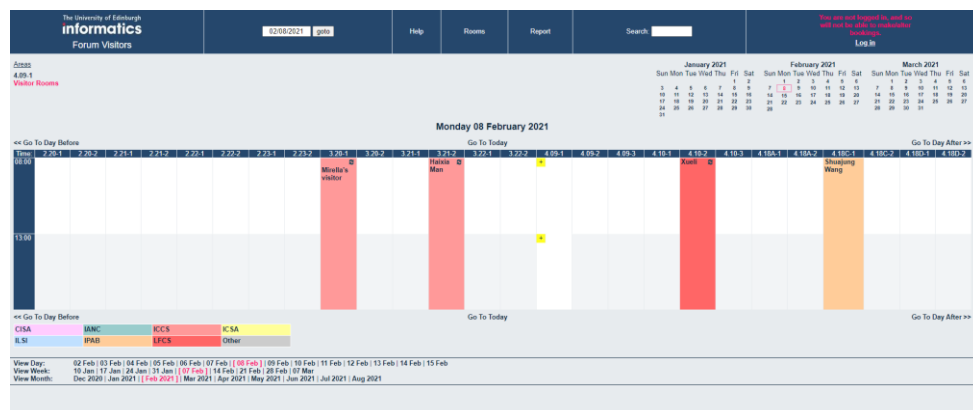 The University of Edinburgh
informatics
Forum Visitors
02/08/2021 goto
Help
Rooms
Report
Search:
You are not logged in, and so
will not be able to make/alter
bookings.
Log in
Areas
4.09-1
Visitor Rooms
January 2021
Sun Mon Tue Wed Thu Fri Sat
1 2
3 4 5 6 7 8 9
10 11 12 13 14 15 16
17 18 19 20 21 22 23
24 25 26 27 28 29 30
31
February 2021
Sun Mon Tue Wed Thu Fri Sat
1 2 3 4 5 6
7 8 9 10 11 12 13
14 15 16 17 18 19 20
21 22 23 24 25 26 27
28
March 2021
Sun Mon Tue Wed Thu Fri Sat
1 2 3 4 5 6
7 8 9 10 11 12 13
14 15 16 17 18 19 20
21 22 23 24 25 26 27
28 29 30 31
Monday 08 February 2021
<< Go To Day Before Go To Today Go To Day After >>
Time: 2.20-1 2.20-2 2.21-1 2.21-2 2.22-1 2.22-2 2.23-1 2.23-2 3.20-1 3.20-2 3.21-1 3.21-2 3.22-1 3.22-2 4.09-1 4.09-2 4.09-3 4.10-1 4.10-2 4.10-3 4.18A-1 4.18A-2 4.18C-1 4.18C-2 4.18D-1 4.18D-2
08:00
Mirella's
visitor
Haixia
Man
+
Xueli
Shuajung
Wang
13:00
+
<< Go To Day Before Go To Today Go To Day After >>
CISA IANC ICCS ICSA
ILSI IPAB LFCS Other
View Day: 02 Feb | 03 Feb | 04 Feb | 05 Feb | 06 Feb | 07 Feb | [ 08 Feb ] | 09 Feb | 10 Feb | 11 Feb | 12 Feb | 13 Feb | 14 Feb | 15 Feb
View Week: 10 Jan | 17 Jan | 24 Jan | 31 Jan | [ 07 Feb ] | 14 Feb | 21 Feb | 28 Feb | 07 Mar
View Month: Dec 2020 | Jan 2021 | [ Feb 2021 ] | Mar 2021 | Apr 2021 | May 2021 | Jun 2021 | Jul 2021 | Aug 2021